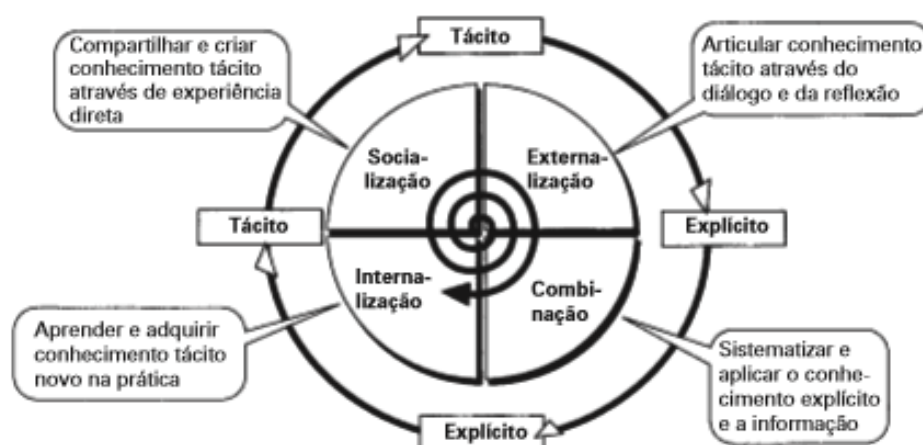 Tácito
Compartilhar e criar
conhecimento tácito
através de experiência
direta
Articular conhecimento
tácito através do
diálogo e da reflexão
Socia-
lização
Externa-
lização
Tácito
Explícito
Interna-
lização
Combi-
nação
Aprender e adquirir
conhecimento tácito
novo na prática
Sistematizar e
aplicar o conhe-
cimento explícito
e a informação
Explícito